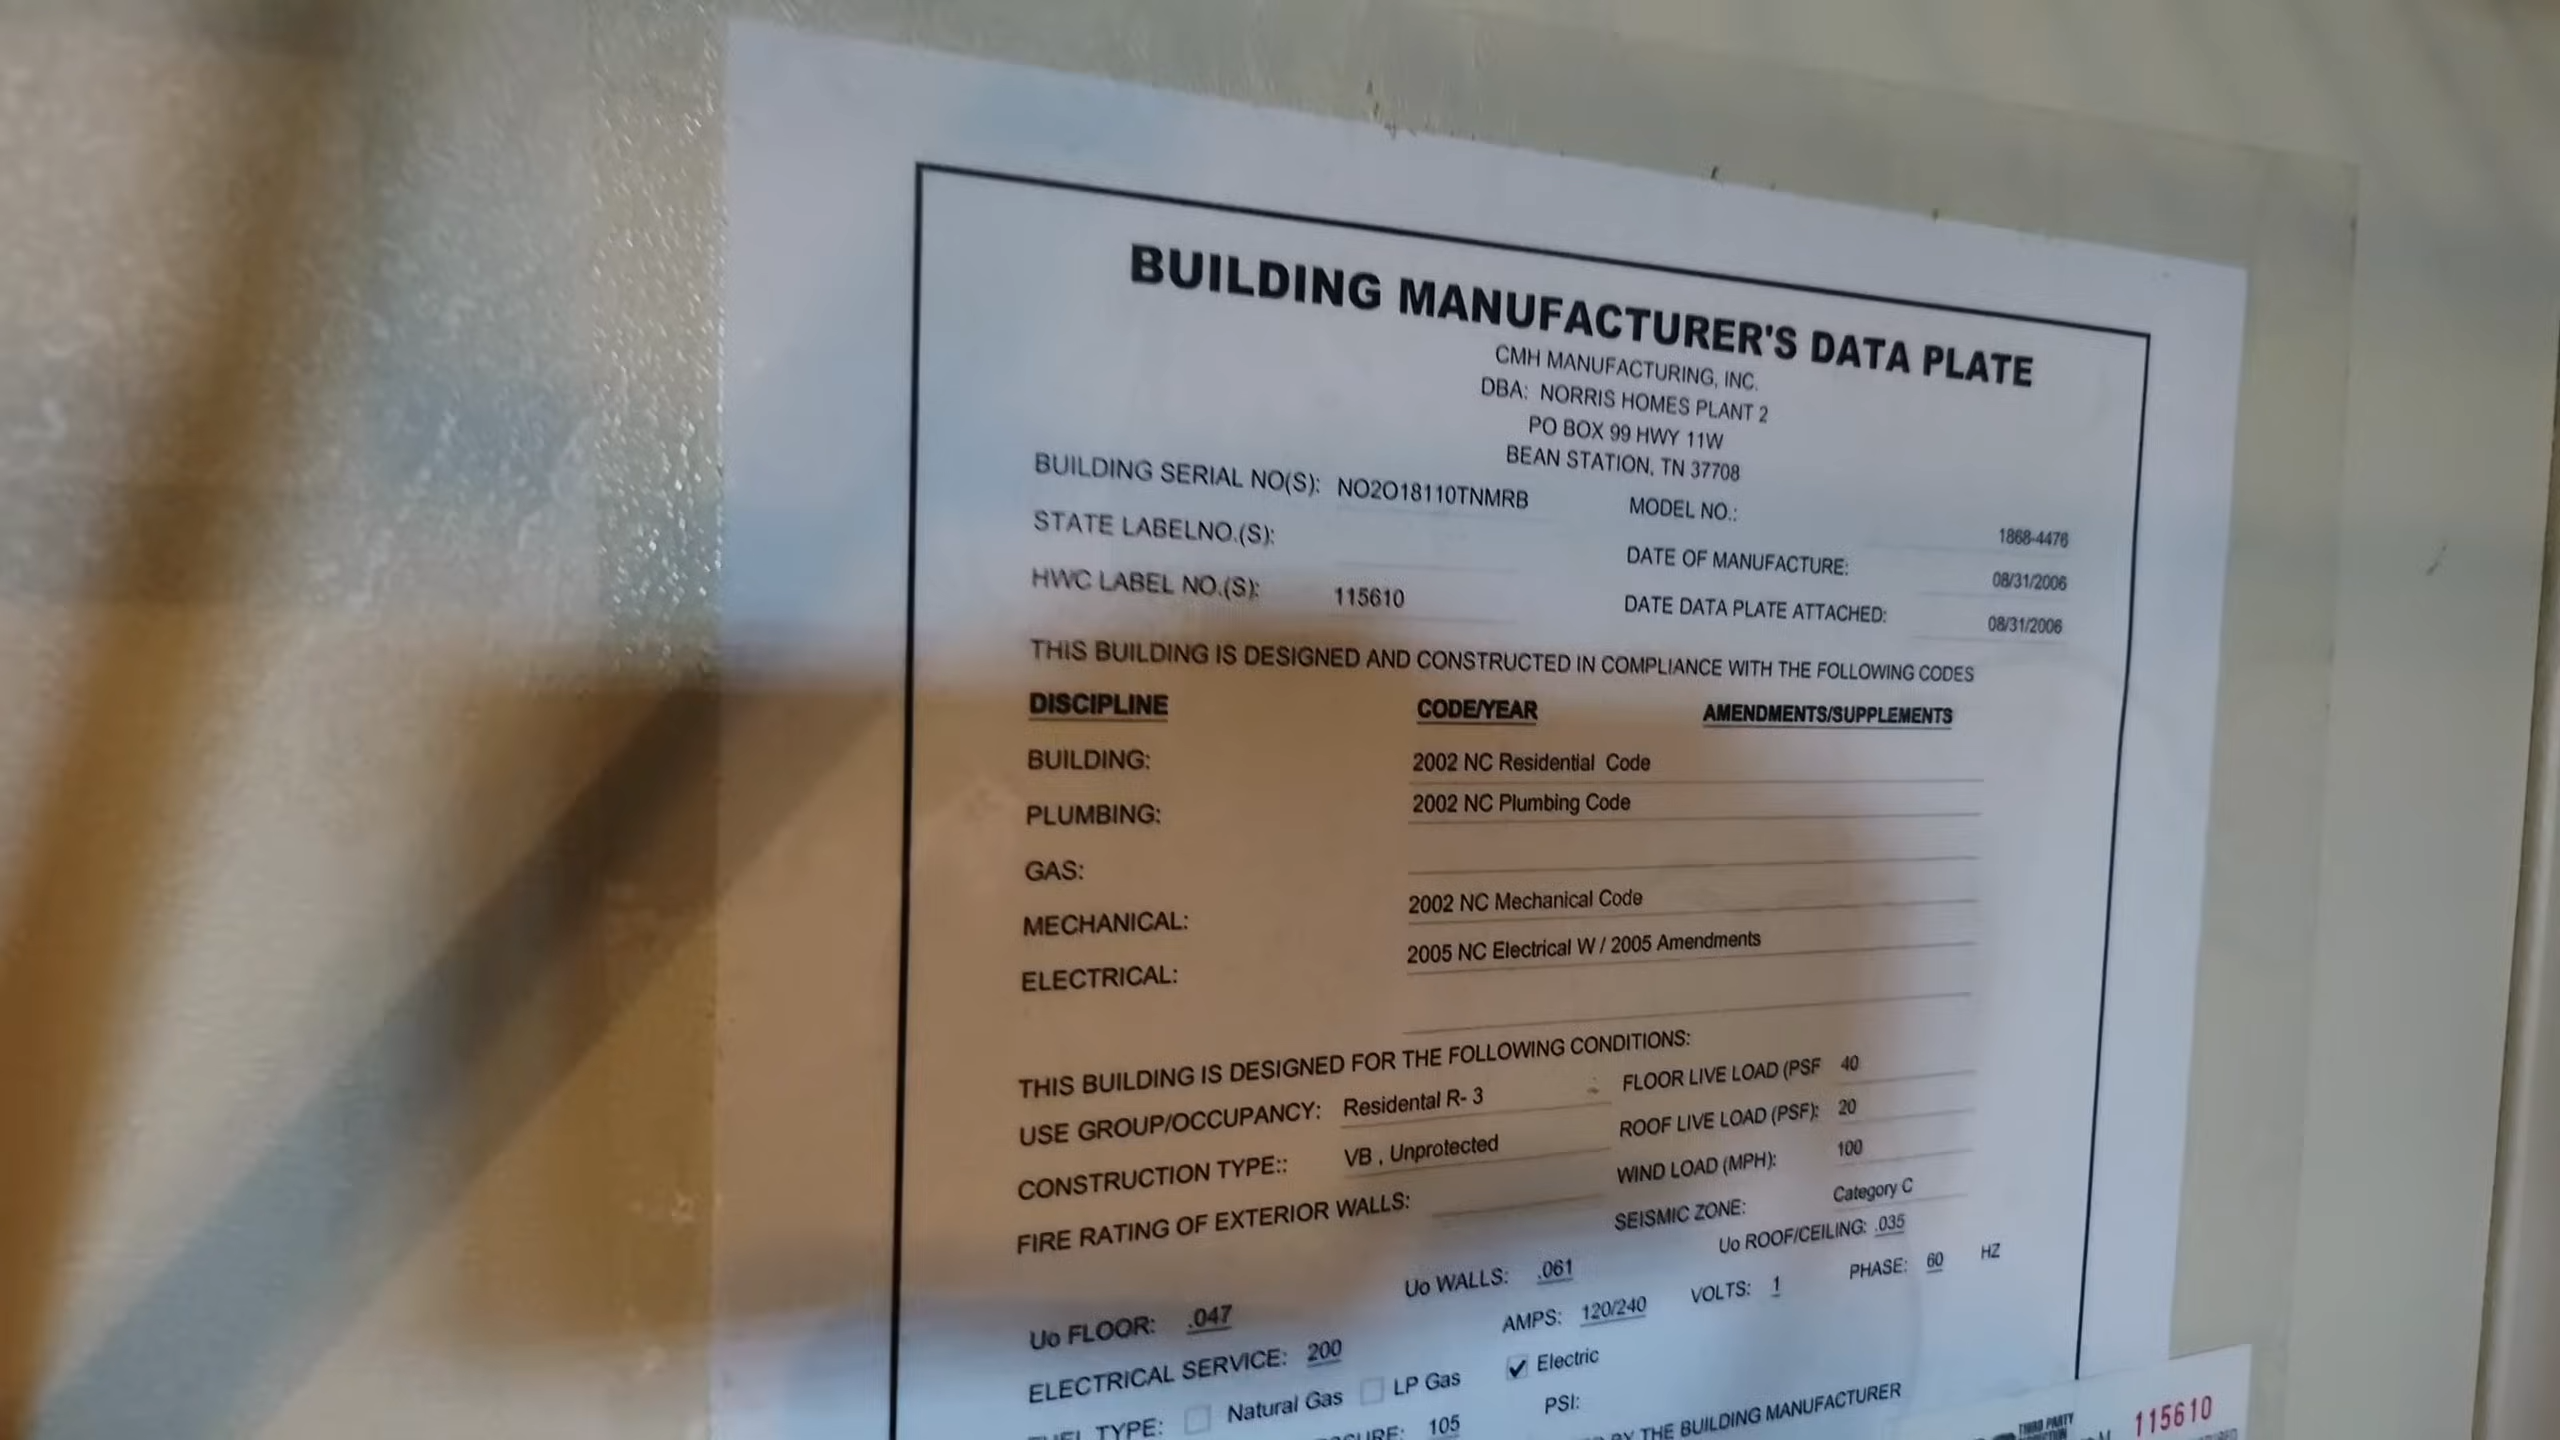 BUILDING MANUFACTURER'S DATA PLATE
CMH MANUFACTURING, INC.
DBA: NORRIS HOMES PLANT 2
PO BOX 99 HWY 11W
BEAN STATION, TN 37708
BUILDING SERIAL NO(S): NO2O18110TNMRB MODEL NO.: 1868-4476
STATE LABELNO.(S): DATE OF MANUFACTURE: 08/31/2006
HWC LABEL NO.(S): 115610 DATE DATA PLATE ATTACHED: 08/31/2006
THIS BUILDING IS DESIGNED AND CONSTRUCTED IN COMPLIANCE WITH THE FOLLOWING CODES
DISCIPLINE CODE/YEAR AMENDMENTS/SUPPLEMENTS
BUILDING: 2002 NC Residential Code
PLUMBING: 2002 NC Plumbing Code
GAS:
MECHANICAL: 2002 NC Mechanical Code
ELECTRICAL: 2005 NC Electrical W / 2005 Amendments
THIS BUILDING IS DESIGNED FOR THE FOLLOWING CONDITIONS:
USE GROUP/OCCUPANCY: Residental R- 3 FLOOR LIVE LOAD (PSF 40
CONSTRUCTION TYPE:: VB , Unprotected ROOF LIVE LOAD (PSF): 20
FIRE RATING OF EXTERIOR WALLS: WIND LOAD (MPH): 100
SEISMIC ZONE: Category C
Uo FLOOR: .047 Uo WALLS: .061 Uo ROOF/CEILING: .035
ELECTRICAL SERVICE: 200 AMPS: 120/240 VOLTS: 1 PHASE: 60 HZ
TYPE: Natural Gas LP Gas ✓ Electric
105 PSI:
BY THE BUILDING MANUFACTURER
THIRD PARTY
115610